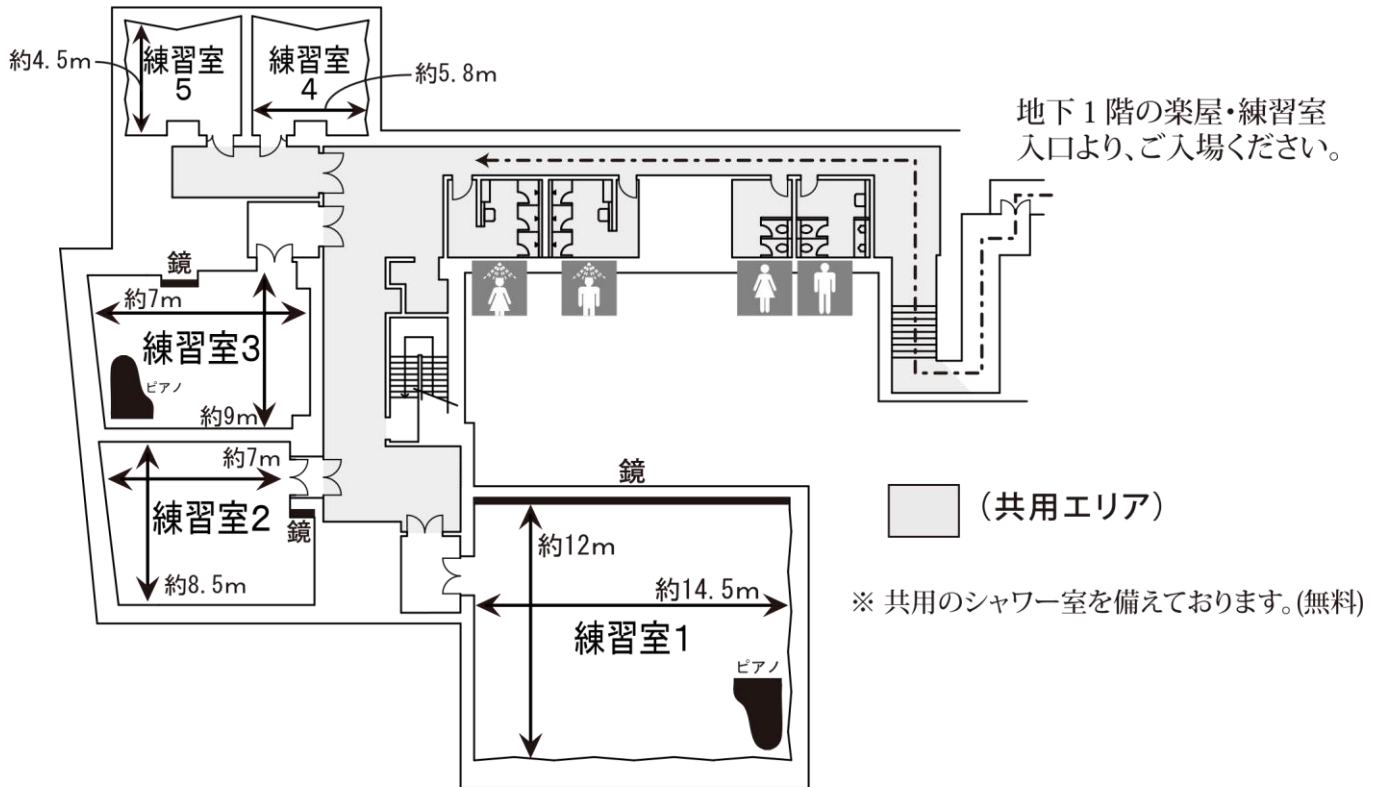 練習室
5
練習室
4
約4.5m
約5.8m
地下1階の楽屋・練習室
入口より、ご入場ください。
鏡
約7m
練習室3
ピアノ
約9m
約7m
練習室2
鏡
約8.5m
鏡
約12m
約14.5m
練習室1
ピアノ
(共用エリア)
※ 共用のシャワー室を備えております。(無料)